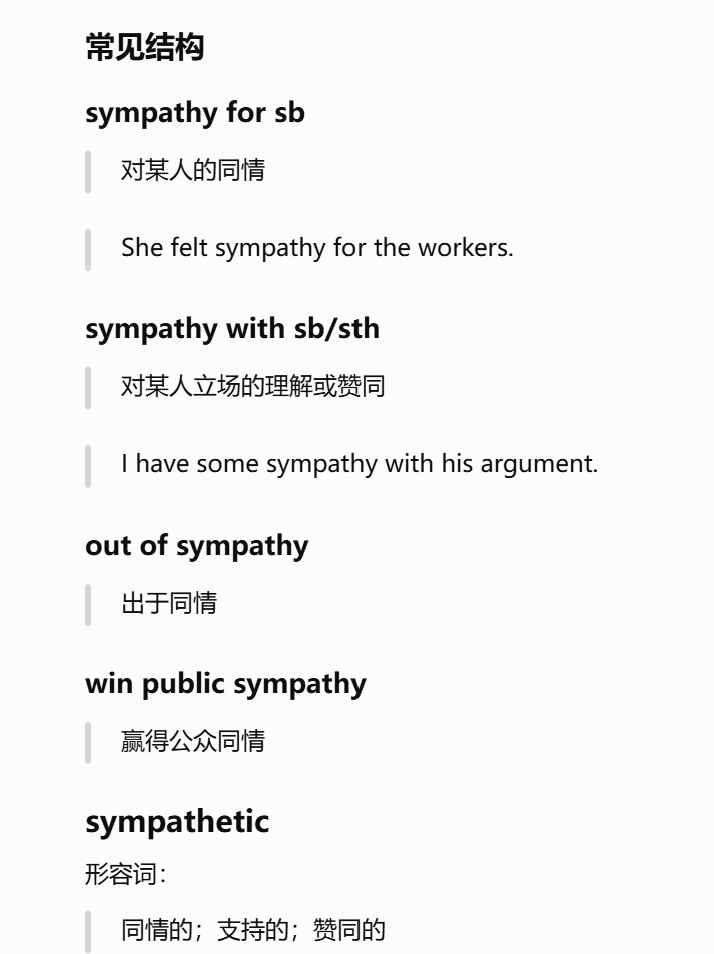 常见结构
sympathy for sb
对某人的同情
She felt sympathy for the workers.
sympathy with sb/sth
对某人立场的理解或赞同
I have some sympathy with his argument.
out of sympathy
出于同情
win public sympathy
赢得公众同情
sympathetic
形容词：
同情的；支持的；赞同的